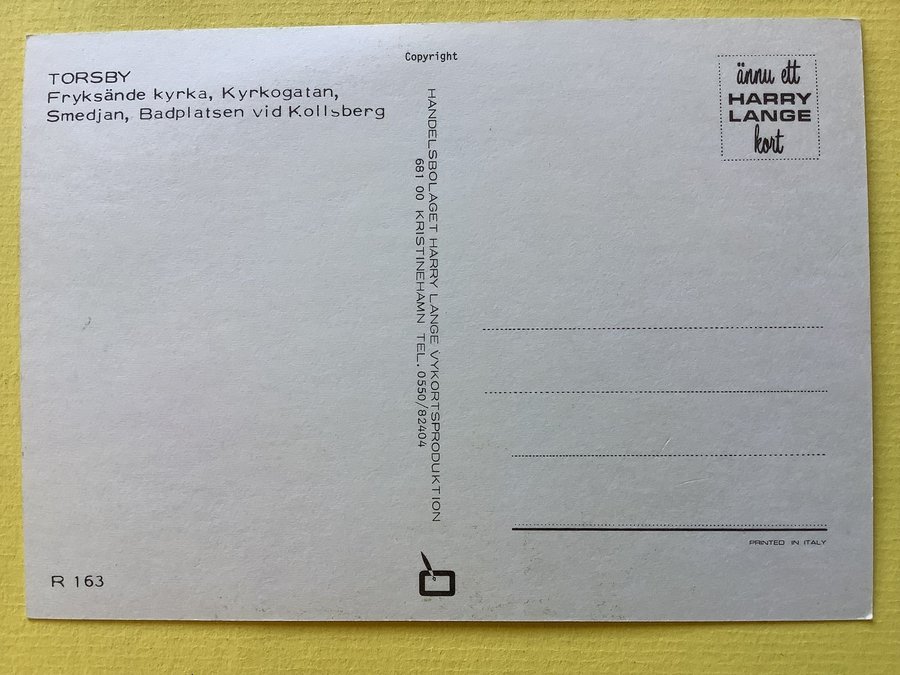 TORSBY
Fryksände kyrka, Kyrkogatan,
Smedjan, Badplatsen vid Kollsberg
Copyright
HANDELSBOLAGET HARRY LANGE VYKORTSPRODUKTION
681 00 KRISTINEHAMN TEL. 0550/82404
ännu ett
HARRY
LANGE
kort
PRINTED IN ITALY
R 163